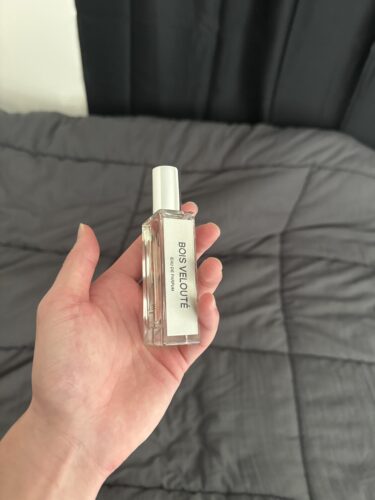 BOIS VELOUTÉ
EAU DE PARFUM